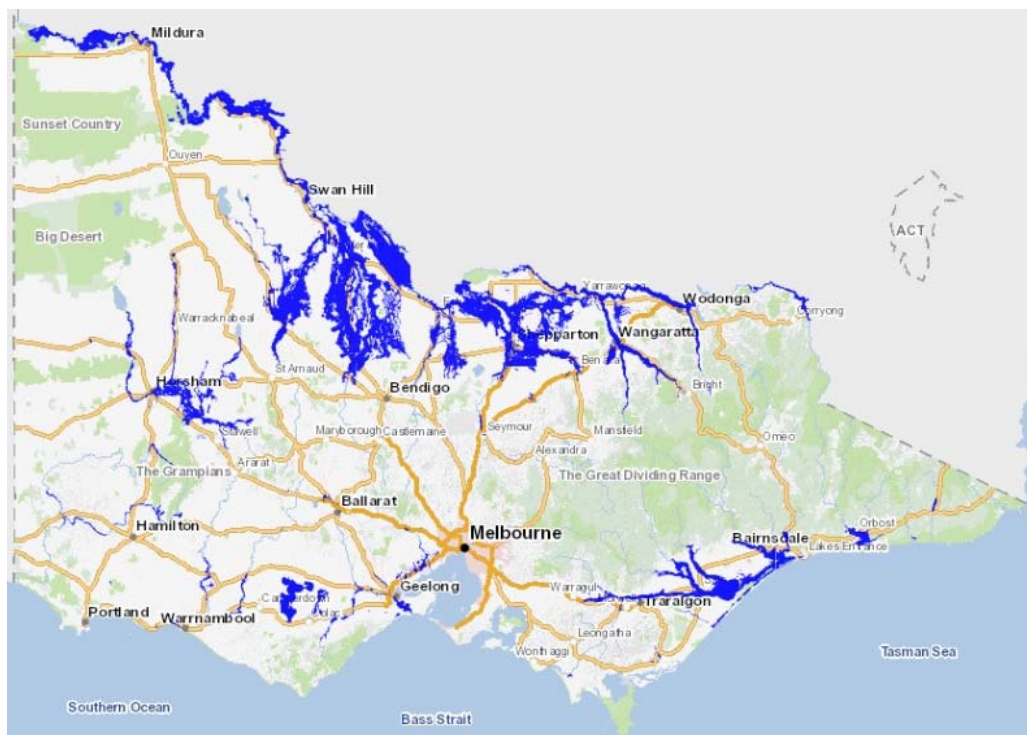 Mildura
Sunset Country
Ouyen
Swan Hill
Big Desert
ACT
Yarrawonga
Wodonga
Corryong
Warracknabeal
Shepparton
Wangaratta
St Arnaud
Bright
Horsham
Bendigo
Stawell
Maryborough
Castlemaine
Seymour
Mansfield
Omeo
Ararat
Alexandra
The Grampians
The Great Dividing Range
Ballarat
Orbost
Hamilton
Melbourne
Bairnsdale
Lakes Entrance
Geelong
Warragul
Traralgon
Portland
Warrnambool
Leongatha
Wonthaggi
Tasman Sea
Southern Ocean
Bass Strait